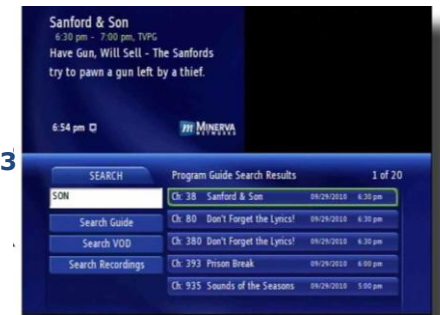 Sanford & Son
6:30 pm - 7:00 pm, TVPG
Have Gun, Will Sell - The Sanfords
try to pawn a gun left by a thief.
6:54 pm
m MINERVA
NETWORKS
3
SEARCH Program Guide Search Results 1 of 20
SON
Ch: 38 Sanford & Son 09/29/2010 6:30 pm
Search Guide
Ch: 80 Don't Forget the Lyrics! 09/29/2010 6:30 pm
Search VOD
Ch: 380 Don't Forget the Lyrics! 09/29/2010 6:30 pm
Search Recordings
Ch: 393 Prison Break 09/29/2010 6:00 pm
Ch: 935 Sounds of the Seasons 09/29/2010 5:00 pm